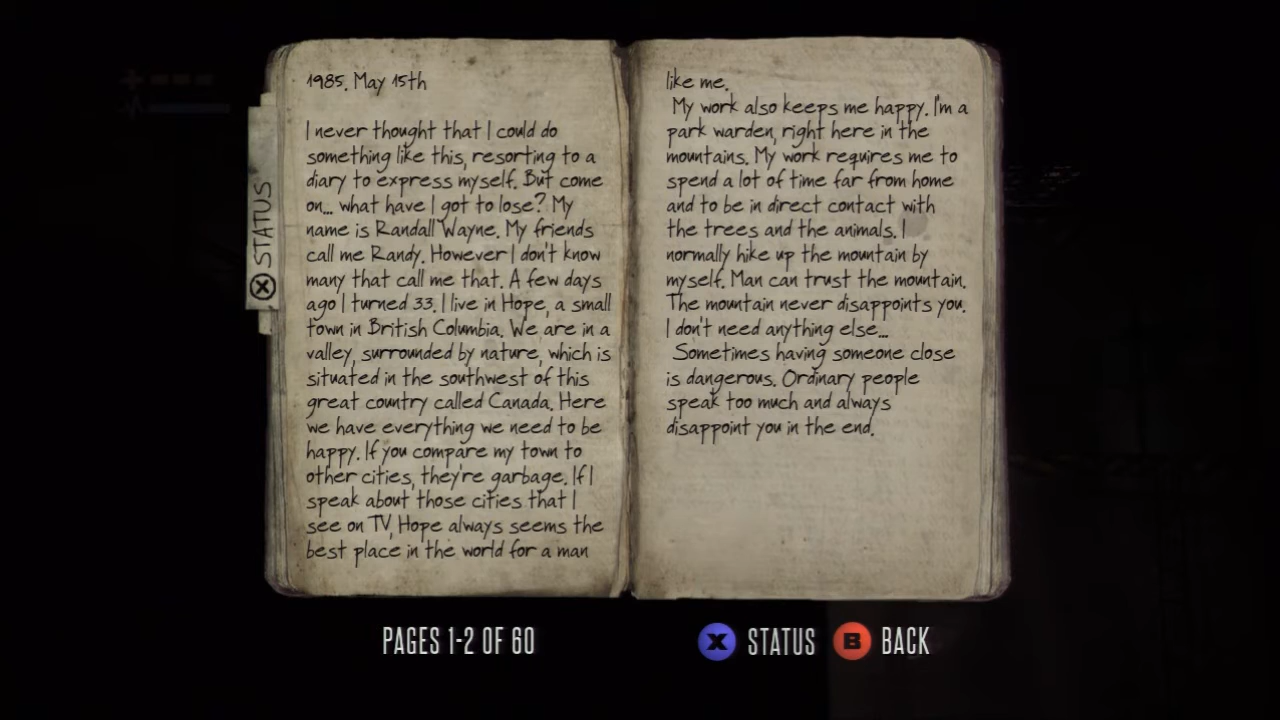 1985. May 15th
I never thought that I could do
something like this, resorting to a
diary to express myself. But come
on... what have I got to lose? My
name is Randall Wayne. My friends
call me Randy. However I don't know
many that call me that. A few days
ago I turned 33. I live in Hope, a small
town in British Columbia. We are in a
valley, surrounded by nature, which is
situated in the southwest of this
great country called Canada. Here
we have everything we need to be
happy. If you compare my town to
other cities, they're garbage. If I
speak about those cities that I
see on TV, Hope always seems the
best place in the world for a man
like me.
My work also keeps me happy. I'm a
park warden, right here in the
mountains. My work requires me to
spend a lot of time far from home
and to be in direct contact with
the trees and the animals. I
normally hike up the mountain by
myself. Man can trust the mountain.
The mountain never disappoints you.
I don't need anything else...
Sometimes having someone close
is dangerous. Ordinary people
speak too much and always
disappoint you in the end.
X STATUS
PAGES 1-2 OF 60
X STATUS B BACK